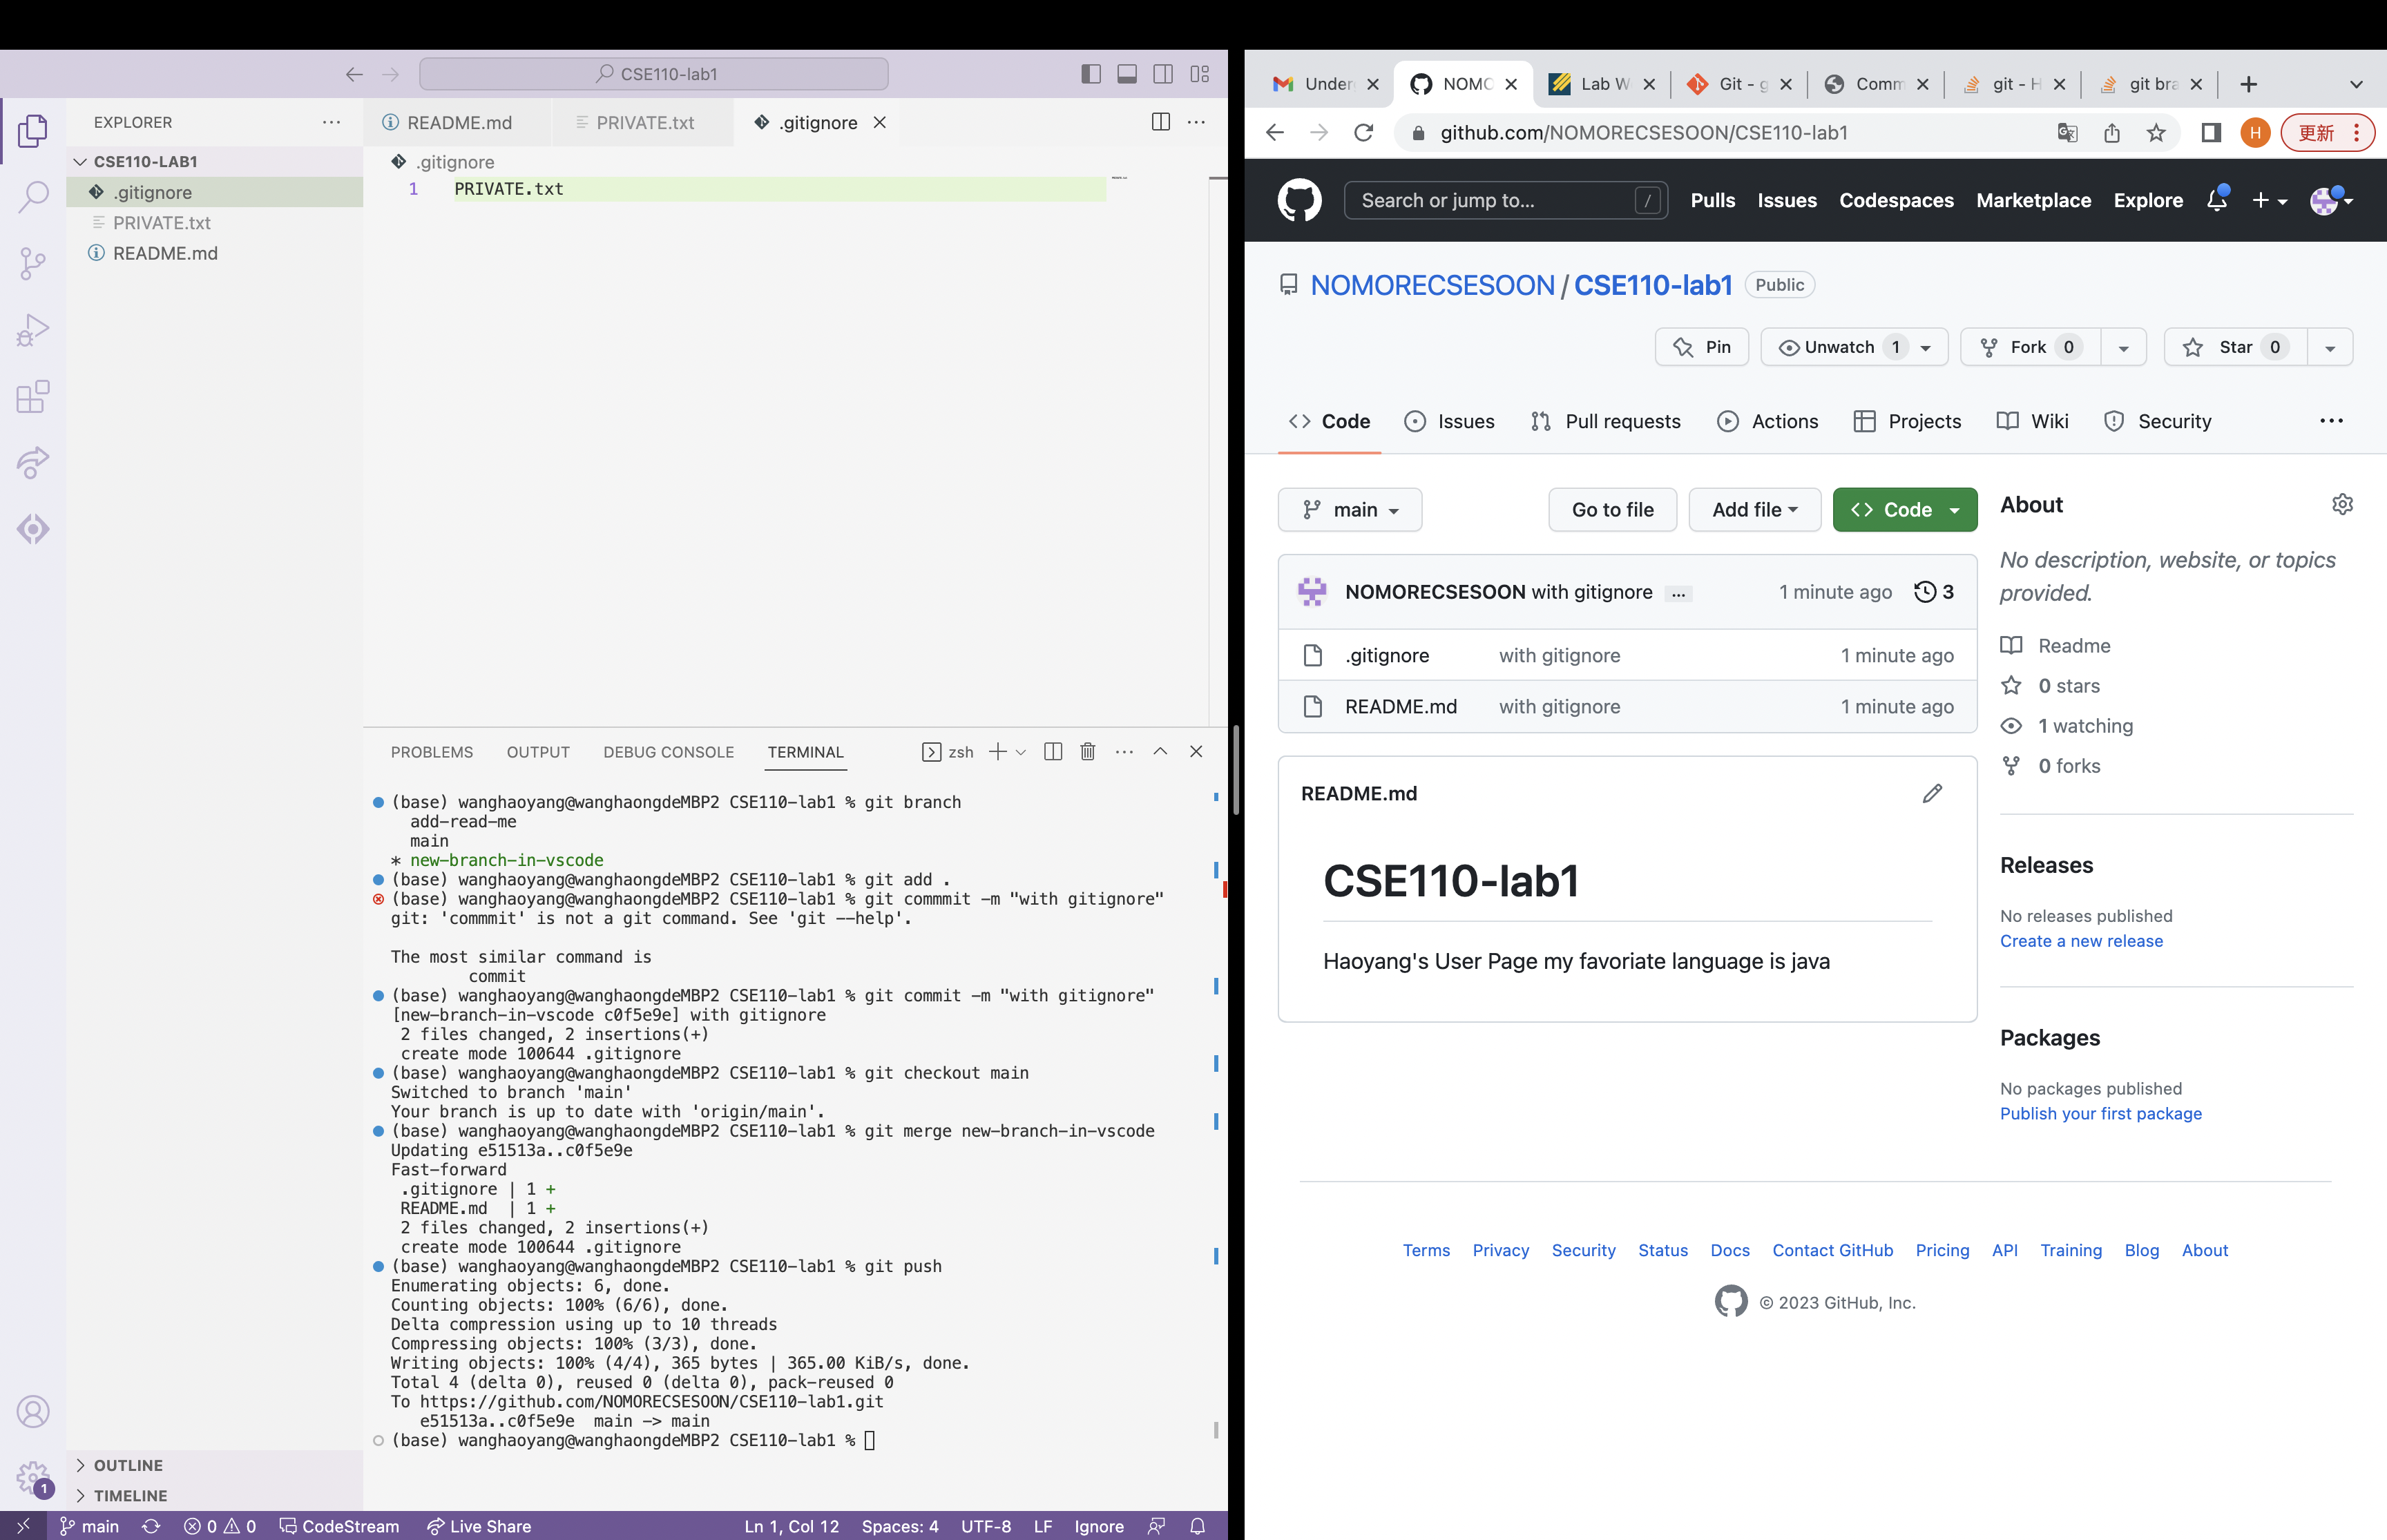 CSE110-lab1
EXPLORER
CSE110-LAB1
.gitignore
PRIVATE.txt
README.md
OUTLINE
TIMELINE
README.md
PRIVATE.txt
.gitignore
.gitignore
1 PRIVATE.txt
PROBLEMS OUTPUT DEBUG CONSOLE TERMINAL zsh
(base) wanghaoyang@wanghaongdeMBP2 CSE110-lab1 % git branch
add-read-me
main
* new-branch-in-vscode
(base) wanghaoyang@wanghaongdeMBP2 CSE110-lab1 % git add .
(base) wanghaoyang@wanghaongdeMBP2 CSE110-lab1 % git commmit -m "with gitignore"
git: 'commmit' is not a git command. See 'git --help'.
The most similar command is
commit
(base) wanghaoyang@wanghaongdeMBP2 CSE110-lab1 % git commit -m "with gitignore"
[new-branch-in-vscode c0f5e9e] with gitignore
2 files changed, 2 insertions(+)
create mode 100644 .gitignore
(base) wanghaoyang@wanghaongdeMBP2 CSE110-lab1 % git checkout main
Switched to branch 'main'
Your branch is up to date with 'origin/main'.
(base) wanghaoyang@wanghaongdeMBP2 CSE110-lab1 % git merge new-branch-in-vscode
Updating e51513a..c0f5e9e
Fast-forward
.gitignore | 1 +
README.md | 1 +
2 files changed, 2 insertions(+)
create mode 100644 .gitignore
(base) wanghaoyang@wanghaongdeMBP2 CSE110-lab1 % git push
Enumerating objects: 6, done.
Counting objects: 100% (6/6), done.
Delta compression using up to 10 threads
Compressing objects: 100% (3/3), done.
Writing objects: 100% (4/4), 365 bytes | 365.00 KiB/s, done.
Total 4 (delta 0), reused 0 (delta 0), pack-reused 0
To https://github.com/NOMORECSESOON/CSE110-lab1.git
e51513a..c0f5e9e main -> main
(base) wanghaoyang@wanghaongdeMBP2 CSE110-lab1 %
1
main 0 0 CodeStream Live Share Ln 1, Col 12 Spaces: 4 UTF-8 LF Ignore
Under NOMO Lab W Git - g Comm git - H git bra
github.com/NOMORECSESOON/CSE110-lab1 H 更新
Search or jump to... / Pulls Issues Codespaces Marketplace Explore
NOMORECSESOON / CSE110-lab1 Public
Pin Unwatch 1 Fork 0 Star 0
Code Issues Pull requests Actions Projects Wiki Security
main Go to file Add file Code
NOMORECSESOON with gitignore ... 1 minute ago 3
.gitignore with gitignore 1 minute ago
README.md with gitignore 1 minute ago
README.md
CSE110-lab1
Haoyang's User Page my favoriate language is java
About
No description, website, or topics
provided.
Readme
0 stars
1 watching
0 forks
Releases
No releases published
Create a new release
Packages
No packages published
Publish your first package
Terms Privacy Security Status Docs Contact GitHub Pricing API Training Blog About
© 2023 GitHub, Inc.